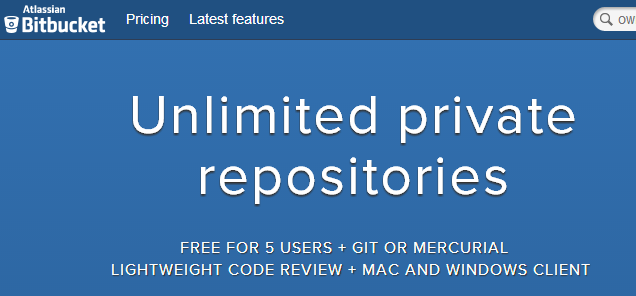 Atlassian
Bitbucket
Pricing
Latest features
OW
Unlimited private
repositories
FREE FOR 5 USERS + GIT OR MERCURIAL
LIGHTWEIGHT CODE REVIEW + MAC AND WINDOWS CLIENT